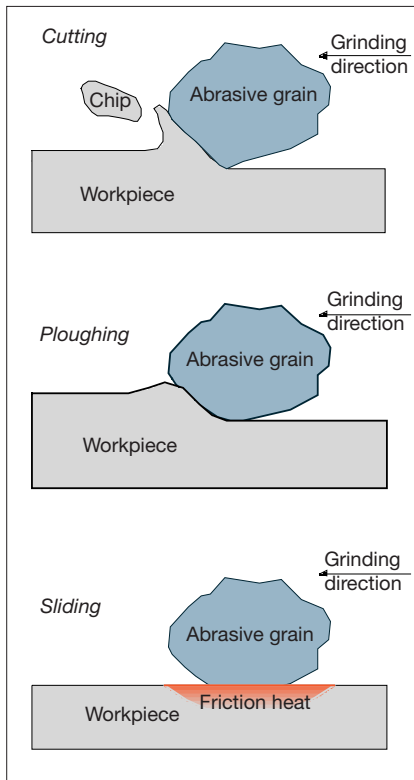 Cutting
Grinding
direction
Chip
Abrasive grain
Workpiece
Grinding
direction
Ploughing
Abrasive grain
Workpiece
Grinding
direction
Sliding
Abrasive grain
Friction heat
Workpiece